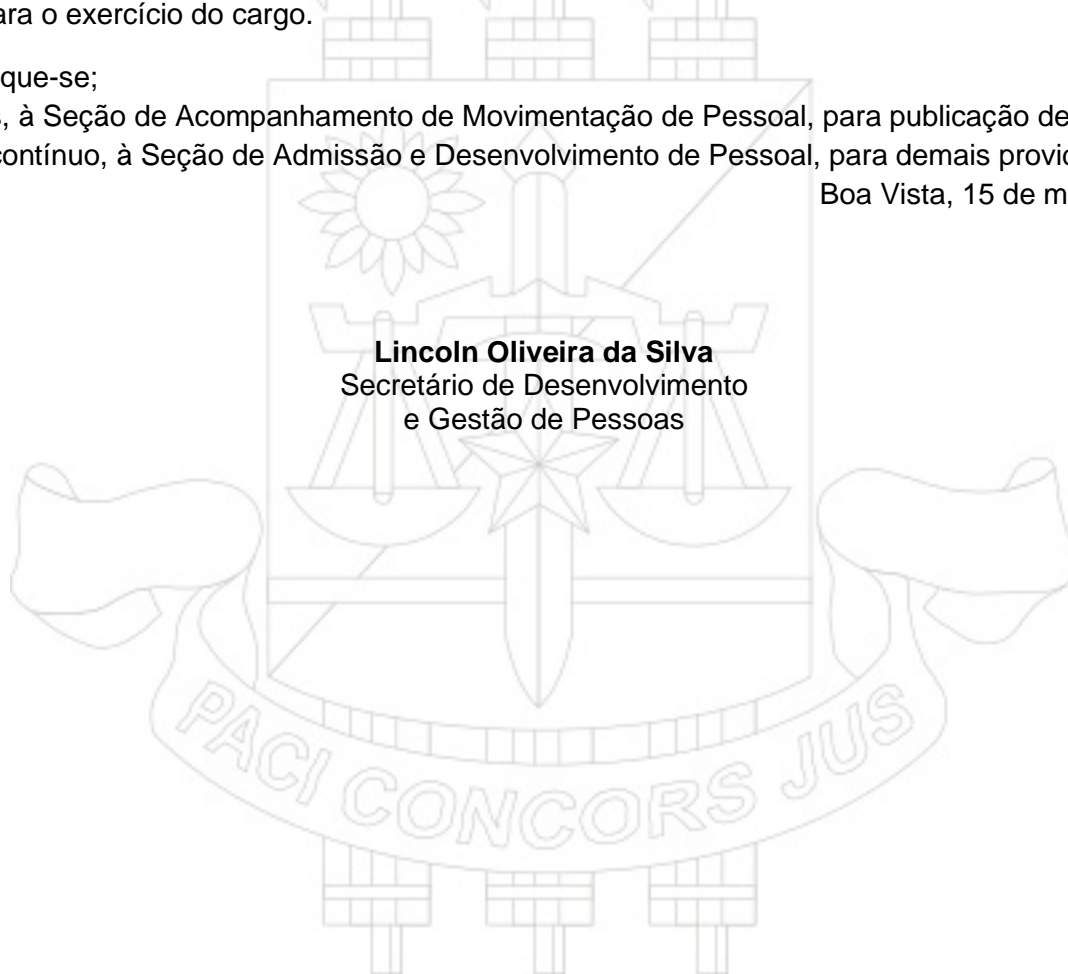 ara o exercício do cargo.
que-se;
s, à Seção de Acompanhamento de Movimentação de Pessoal, para publicação de
contínuo, à Seção de Admissão e Desenvolvimento de Pessoal, para demais provid
Boa Vista, 15 de m
Lincoln Oliveira da Silva
Secretário de Desenvolvimento
e Gestão de Pessoas
PACI CONCORS JUS